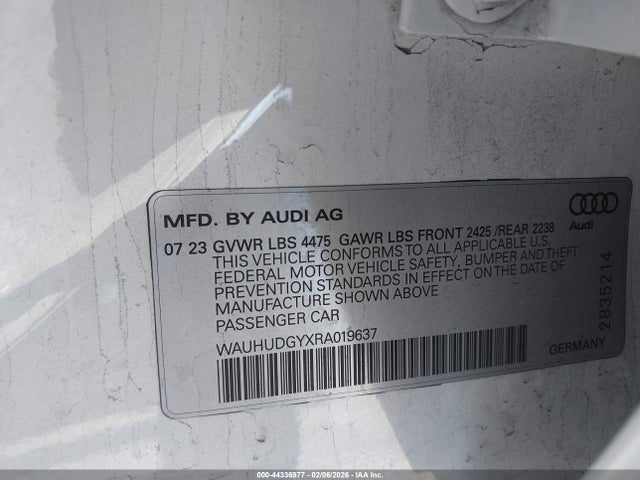 MFD. BY AUDI AG
Audi
07 23 GVWR LBS 4475 GAWR LBS FRONT 2425 /REAR 2238
THIS VEHICLE CONFORMS TO ALL APPLICABLE U.S.
FEDERAL MOTOR VEHICLE SAFETY, BUMPER AND THEFT
PREVENTION STANDARDS IN EFFECT ON THE DATE OF
MANUFACTURE SHOWN ABOVE
PASSENGER CAR
WAUHUDGYXRA019637
GERMANY
2835214
000-44336977 - 02/06/2026 - IAA Inc.